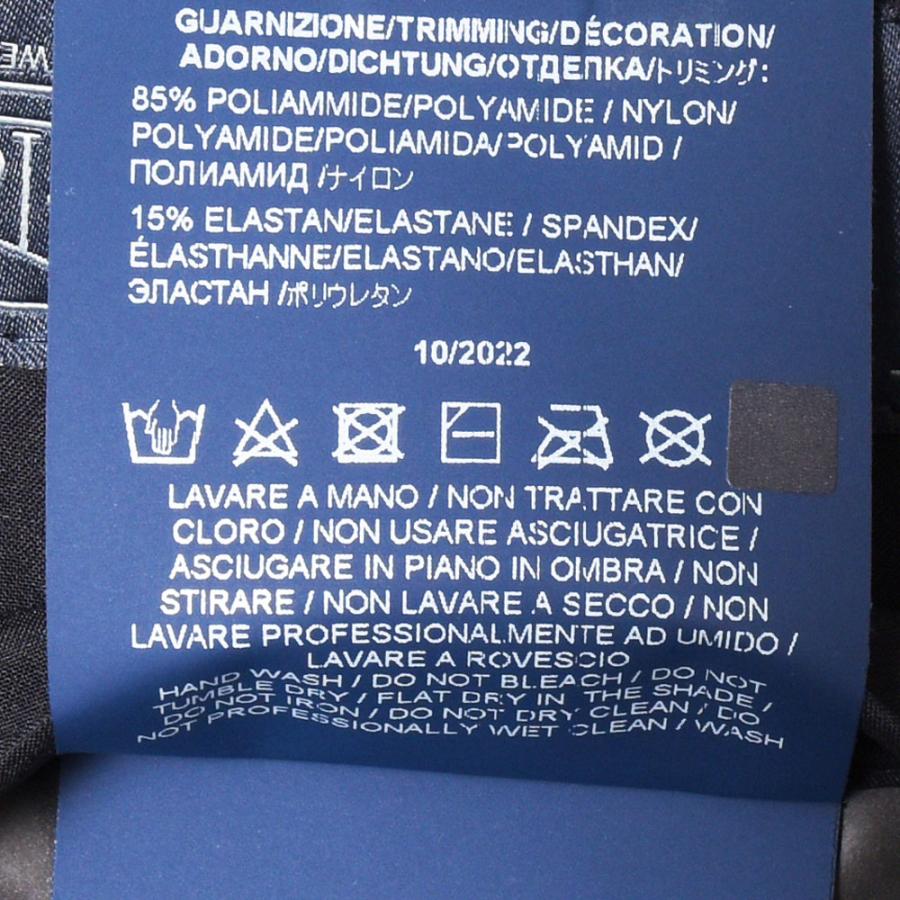 GUARNIZIONE/TRIMMING/DÉCORATION/
ADORNO/DICHTUNG/ОТДЕПКА/トリミング:
85% POLIAMMIDE/POLYAMIDE / NYLON/
POLYAMIDE/POLIAMIDA/POLYAMID /
ПОЛИАМИД /ナイロン
15% ELASTAN/ELASTANE / SPANDEX/
ÉLASTHANNE/ELASTANO/ELASTHAN/
ЭЛАСТАН /ポリウレタン
10/2022
LAVARE A MANO / NON TRATTARE CON
CLORO / NON USARE ASCIUGATRICE /
ASCIUGARE IN PIANO IN OMBRA / NON
STIRARE / NON LAVARE A SECCO / NON
LAVARE PROFESSIONALMENTE AD UMIDO /
LAVARE A ROVESCIO
HAND WASH / DO NOT BLEACH / DO NOT
TUMBLE DRY / FLAT DRY IN THE SHADE /
DO NOT IRON / DO NOT DRY CLEAN / DO
NOT PROFESSIONALLY WET CLEAN / WASH